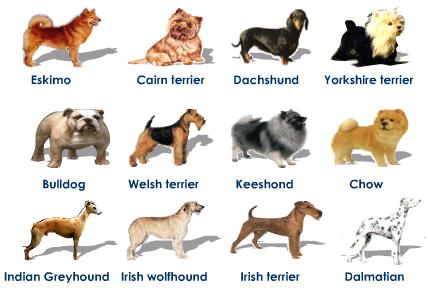 Eskimo Cairn terrier Dachshund Yorkshire terrier
Bulldog Welsh terrier Keeshond Chow
Indian Greyhound Irish wolfhound Irish terrier Dalmatian